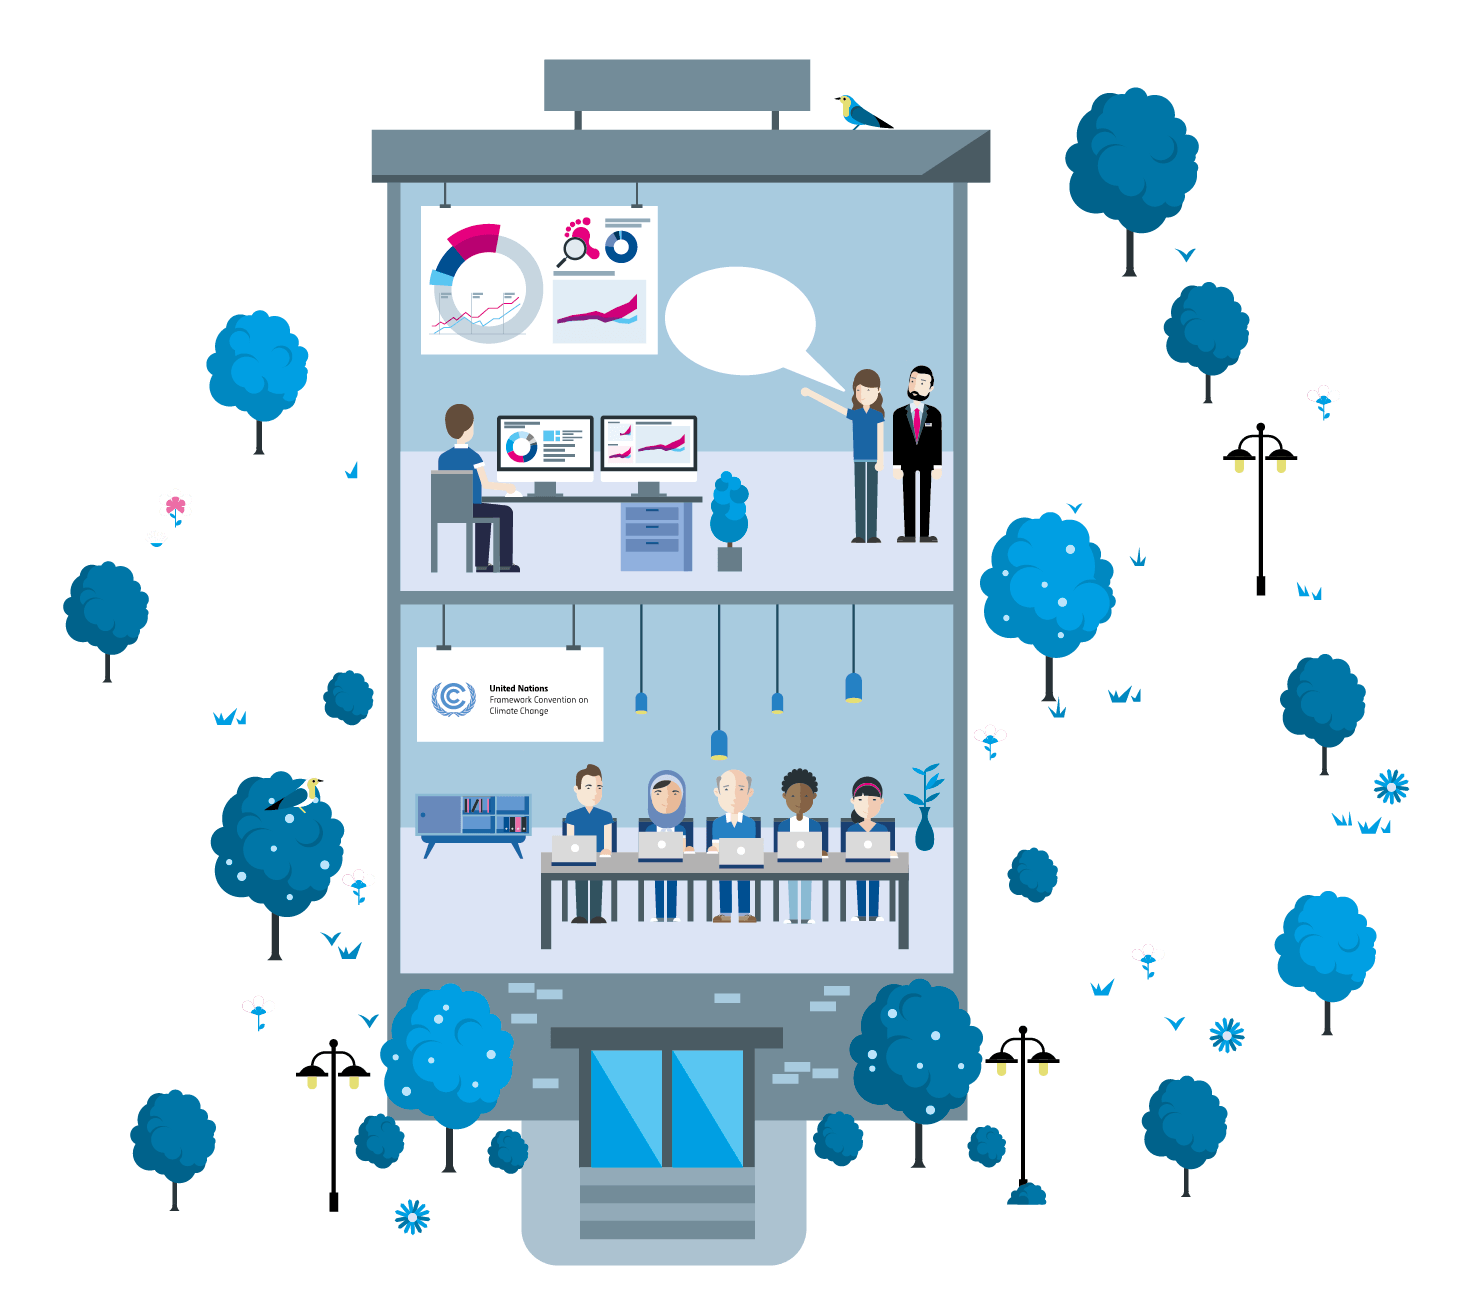 United Nations
Framework Convention on
Climate Change